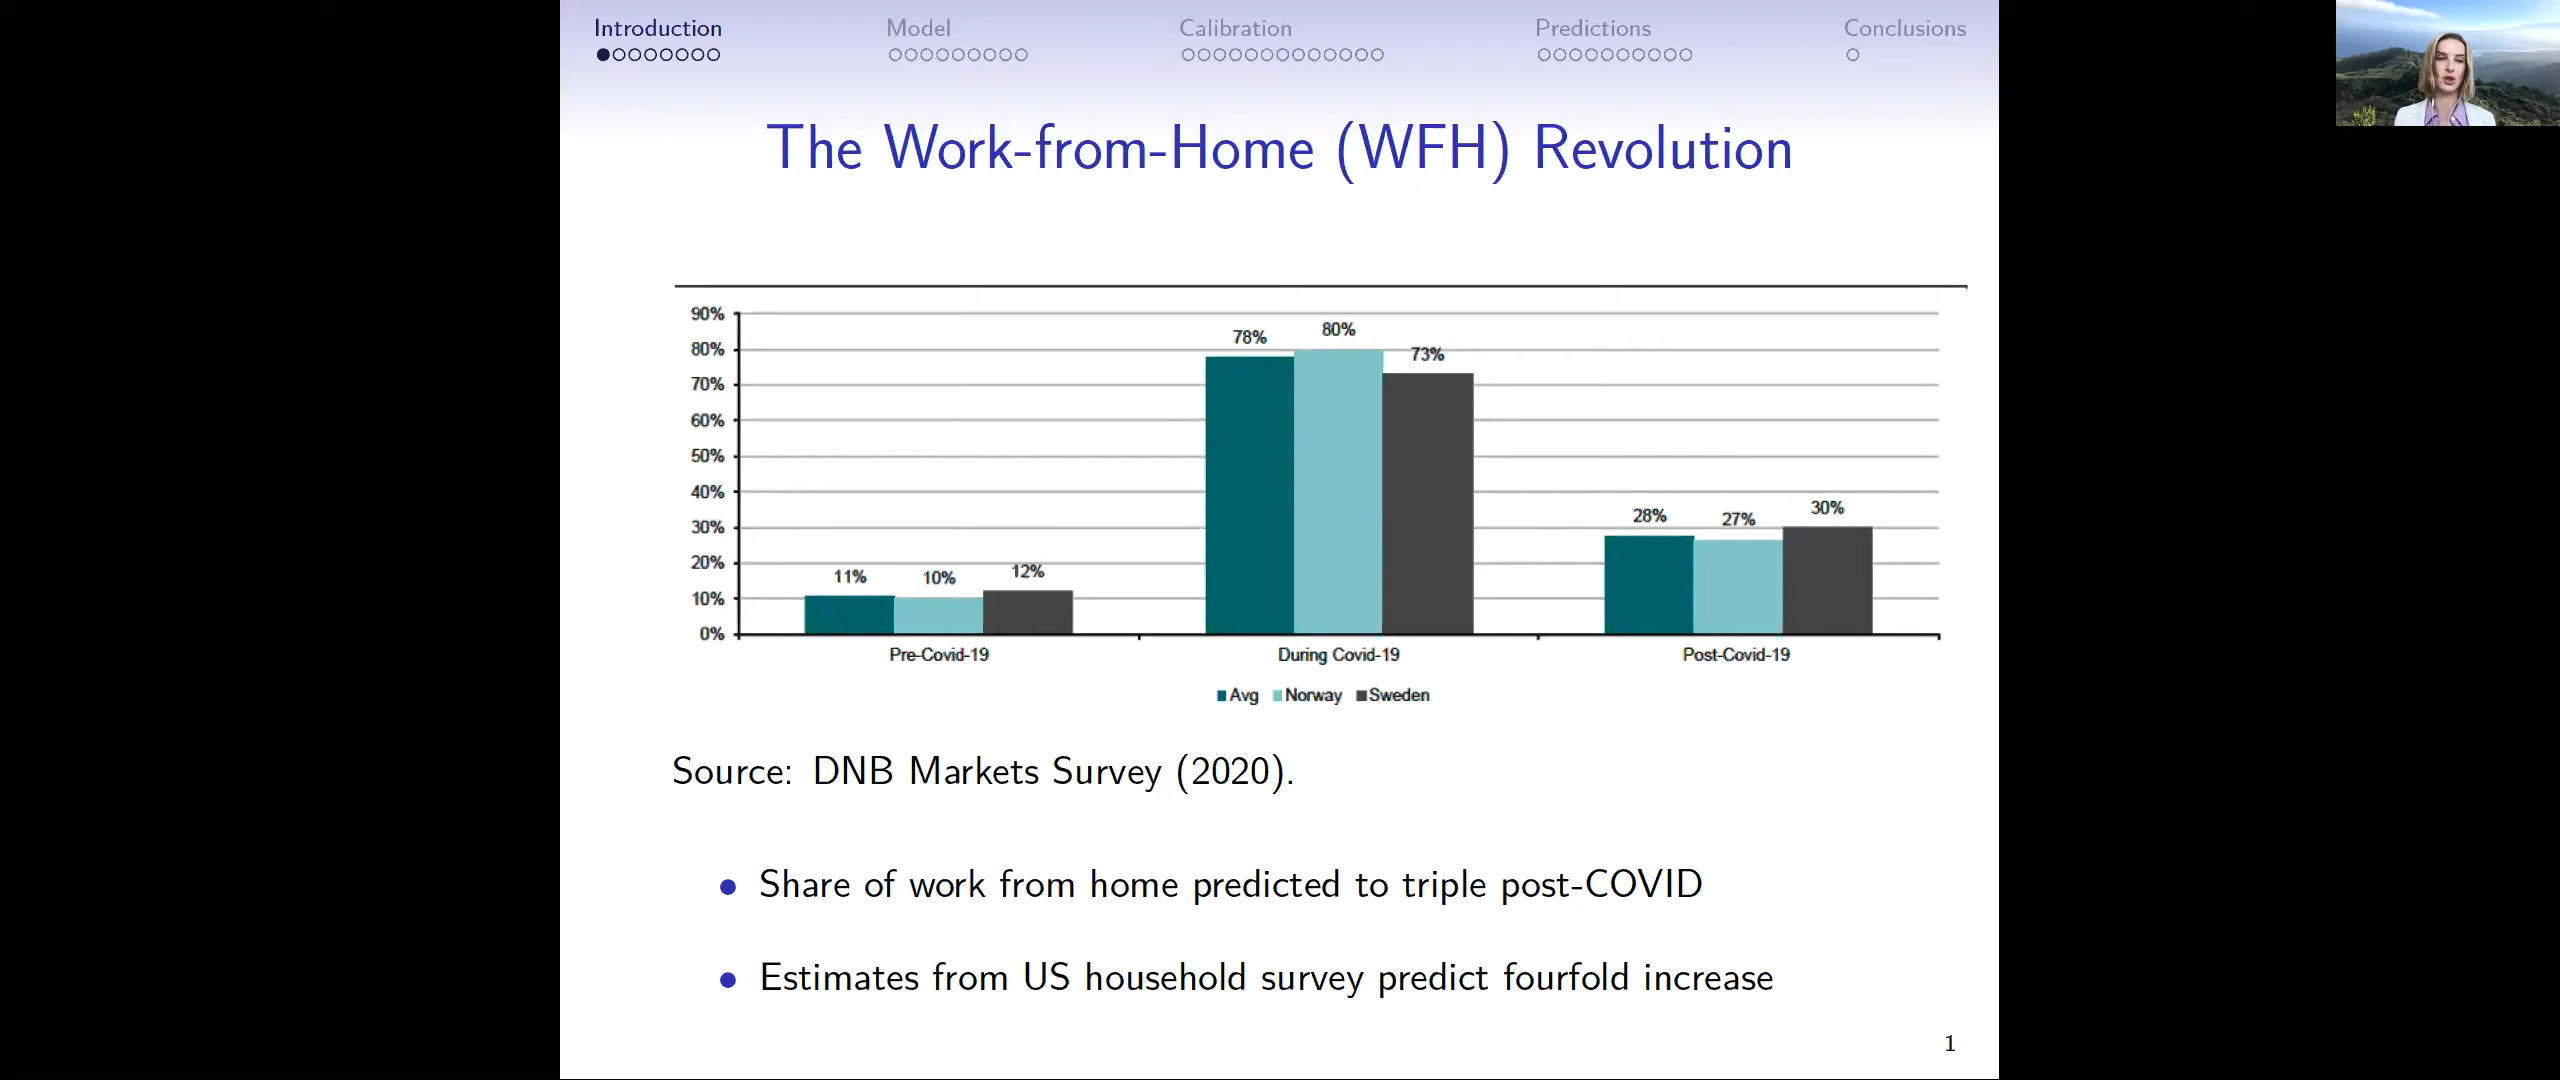 Introduction Model Calibration Predictions Conclusions
The Work-from-Home (WFH) Revolution
90%
80%
70%
60%
50%
40%
30%
20%
10%
0%
11% 10% 12%
78% 80% 73%
28% 27% 30%
Pre-Covid-19 During Covid-19 Post-Covid-19
Avg Norway Sweden
Source: DNB Markets Survey (2020).
Share of work from home predicted to triple post-COVID
Estimates from US household survey predict fourfold increase
1